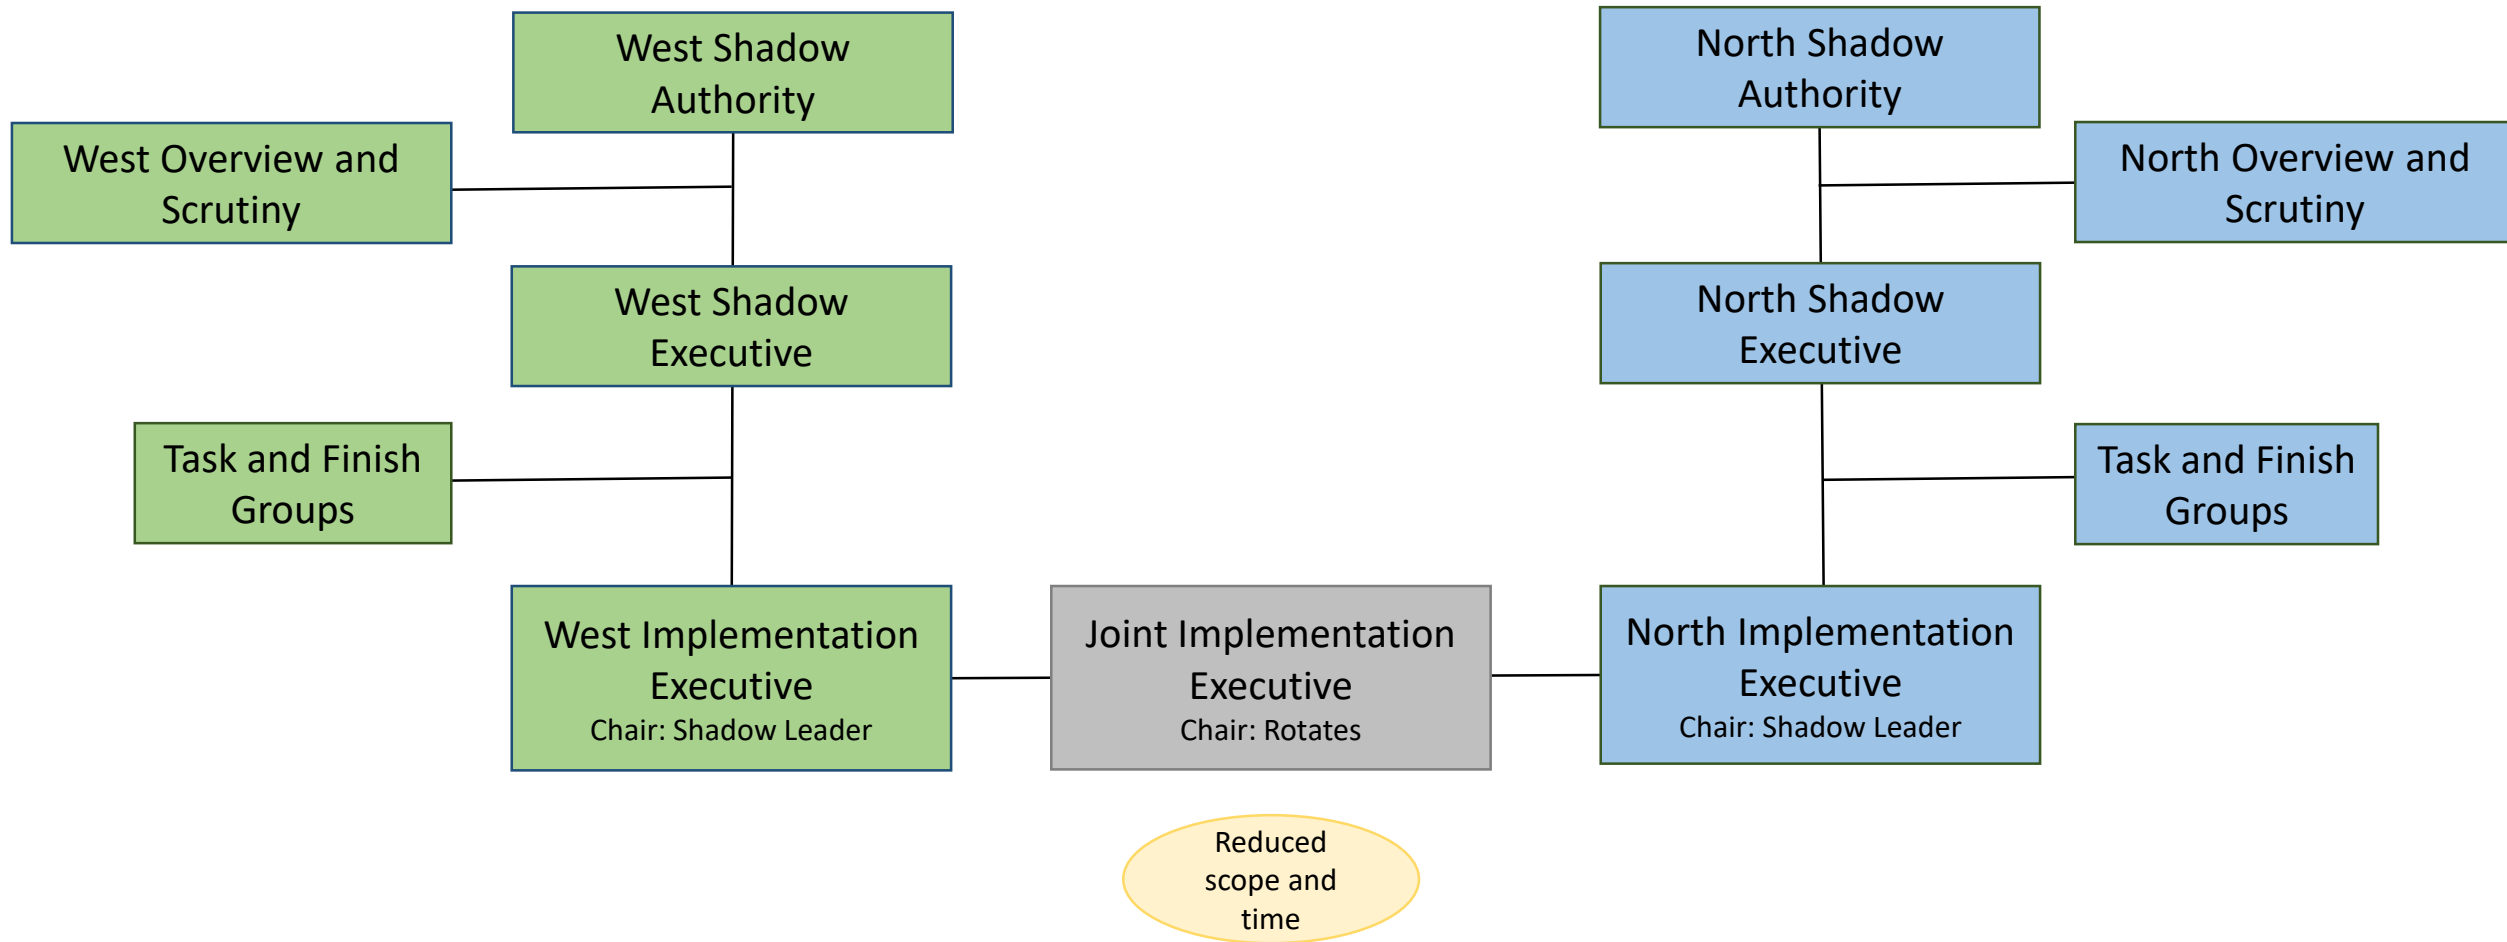 West Shadow
Authority
North Shadow
Authority
West Overview and
Scrutiny
North Overview and
Scrutiny
West Shadow
Executive
North Shadow
Executive
Task and Finish
Groups
Task and Finish
Groups
West Implementation
Executive
Chair: Shadow Leader
Joint Implementation
Executive
Chair: Rotates
North Implementation
Executive
Chair: Shadow Leader
Reduced
scope and
time